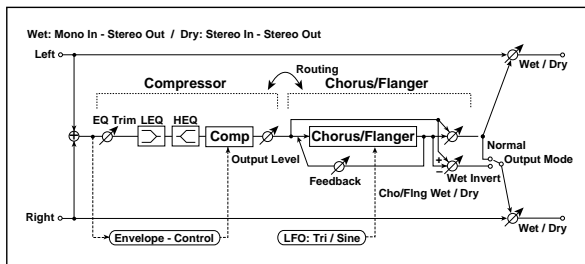 Wet: Mono In - Stereo Out / Dry: Stereo In - Stereo Out
Left
Wet / Dry
Routing
Compressor
Chorus/Flanger
EQ Trim
LEQ
HEQ
Comp
Chorus/Flanger
Normal
Output Mode
Output Level
+
−
Wet Invert
Feedback
Cho/Flng Wet / Dry
Right
Envelope - Control
LFO: Tri / Sine
Wet / Dry